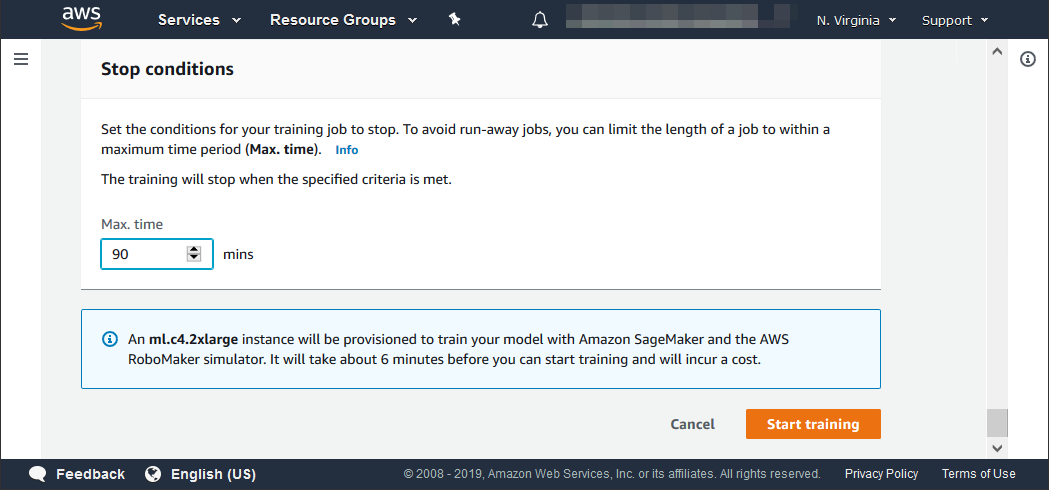 aws Services Resource Groups N. Virginia Support
Stop conditions
Set the conditions for your training job to stop. To avoid run-away jobs, you can limit the length of a job to within a
maximum time period (Max. time). Info
The training will stop when the specified criteria is met.
Max. time
90 mins
An ml.c4.2xlarge instance will be provisioned to train your model with Amazon SageMaker and the AWS
RoboMaker simulator. It will take about 6 minutes before you can start training and will incur a cost.
Cancel Start training
Feedback English (US) © 2008 - 2019, Amazon Web Services, Inc. or its affiliates. All rights reserved. Privacy Policy Terms of Use